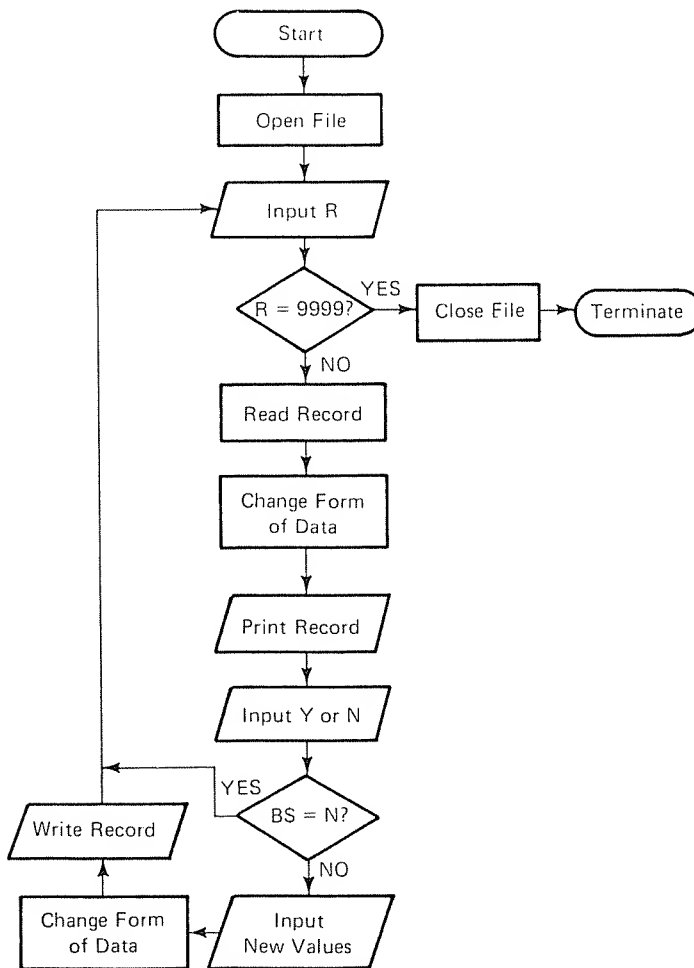 Start
Open File
Input R
R = 9999?
YES
Close File
Terminate
NO
Read Record
Change Form
of Data
Print Record
Input Y or N
YES
B$ = N?
Write Record
NO
Change Form
of Data
Input
New Values